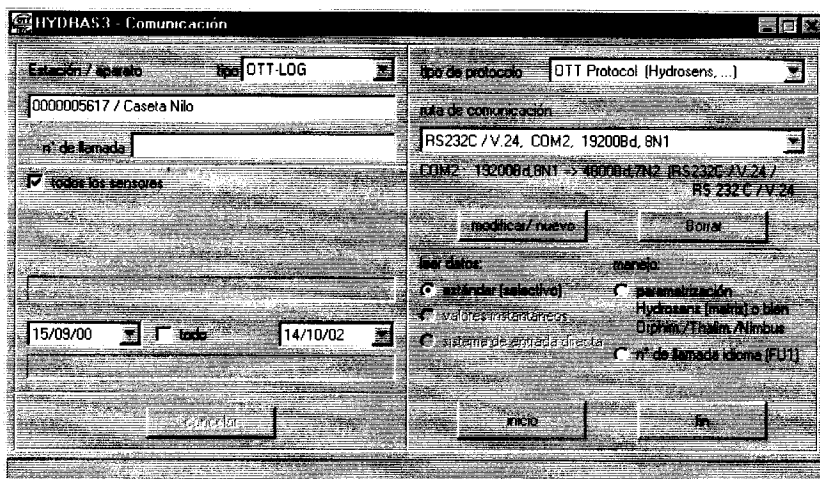 HYDRAS3 - Comunicación
Estación / aparato
tipo OTT-LOG
0000005617 / Caseta Nilo
n° de llamada
todos los sensores
15/09/00
todo
14/10/02
Cancelar
tipo de protocolo
OTT Protocol (Hydrosens, ...)
ruta de comunicación
RS232C / V.24, COM2, 19200Bd, 8N1
COM2 : 19200Bd,8N1 -> 4800Bd,7N2 (RS232C / V.24 /
RS 232 C / V.24
modificar/ nuevo
Borrar
leer datos:
estándar (selectivo)
valores instantáneos
sistema de entrada directa
manejo:
parametrización
Hydrosens (matrix) o bien
Orphim./Thalim./Nimbus
n° de llamada idioma (FU1)
inicio
fin